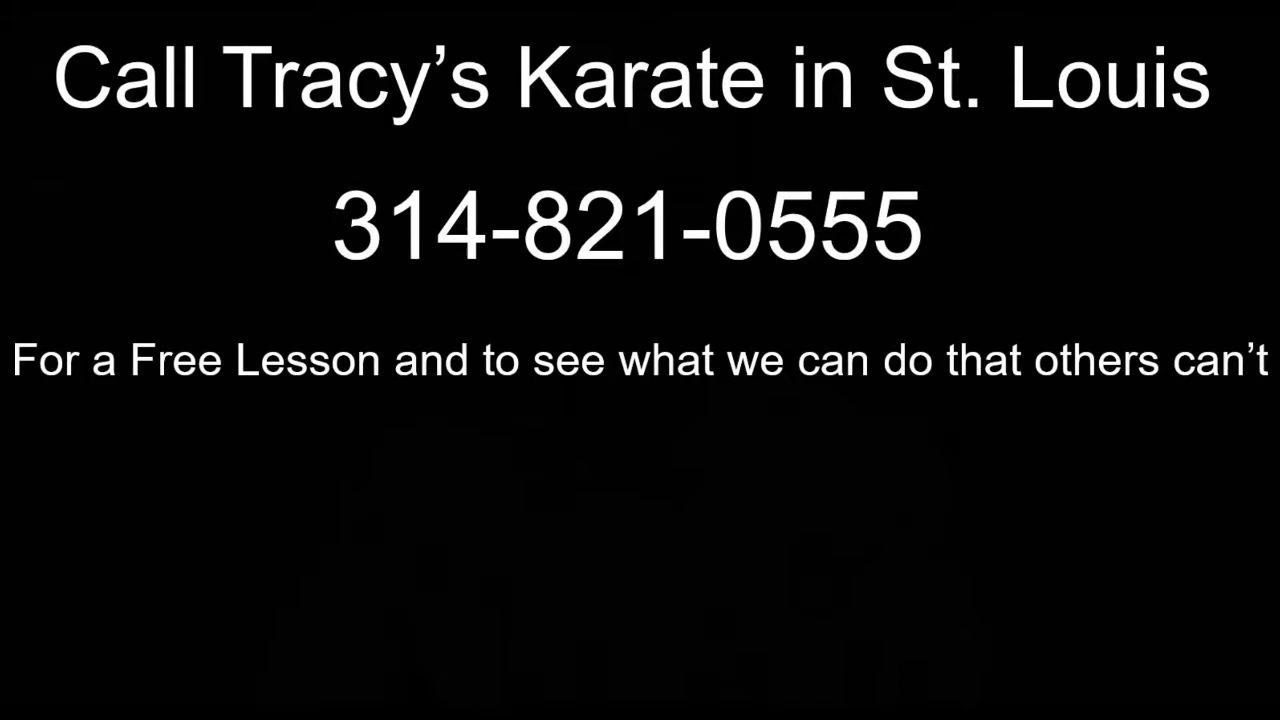 Call Tracy’s Karate in St. Louis
314-821-0555
For a Free Lesson and to see what we can do that others can’t